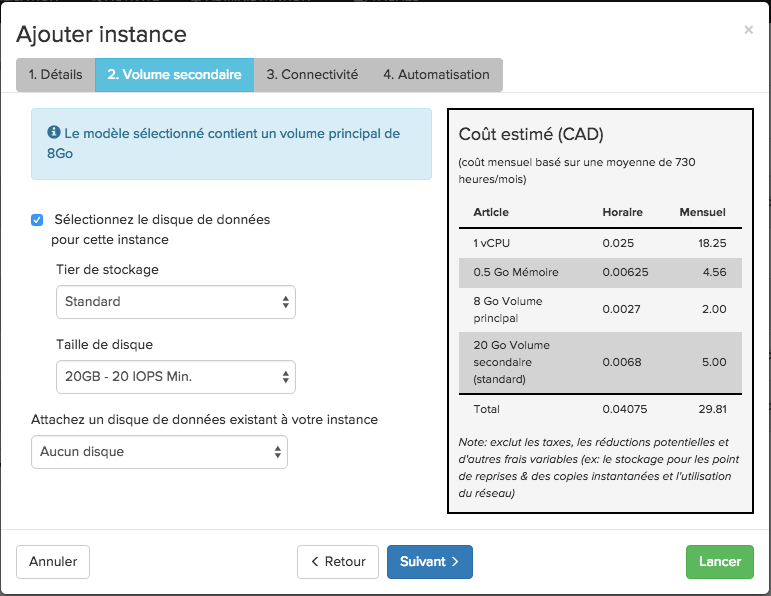 Ajouter instance
×
1. Détails 2. Volume secondaire 3. Connectivité 4. Automatisation
Le modèle sélectionné contient un volume principal de
8Go
Sélectionnez le disque de données
pour cette instance
Tier de stockage
Standard
Taille de disque
20GB - 20 IOPS Min.
Attachez un disque de données existant à votre instance
Aucun disque
Coût estimé (CAD)
(coût mensuel basé sur une moyenne de 730
heures/mois)
Article Horaire Mensuel
1 vCPU 0.025 18.25
0.5 Go Mémoire 0.00625 4.56
8 Go Volume
principal 0.0027 2.00
20 Go Volume
secondaire 0.0068 5.00
(standard)
Total 0.04075 29.81
Note: exclut les taxes, les réductions potentielles et
d'autres frais variables (ex: le stockage pour les point
de reprises & des copies instantanées et l'utilisation
du réseau)
Annuler < Retour Suivant > Lancer